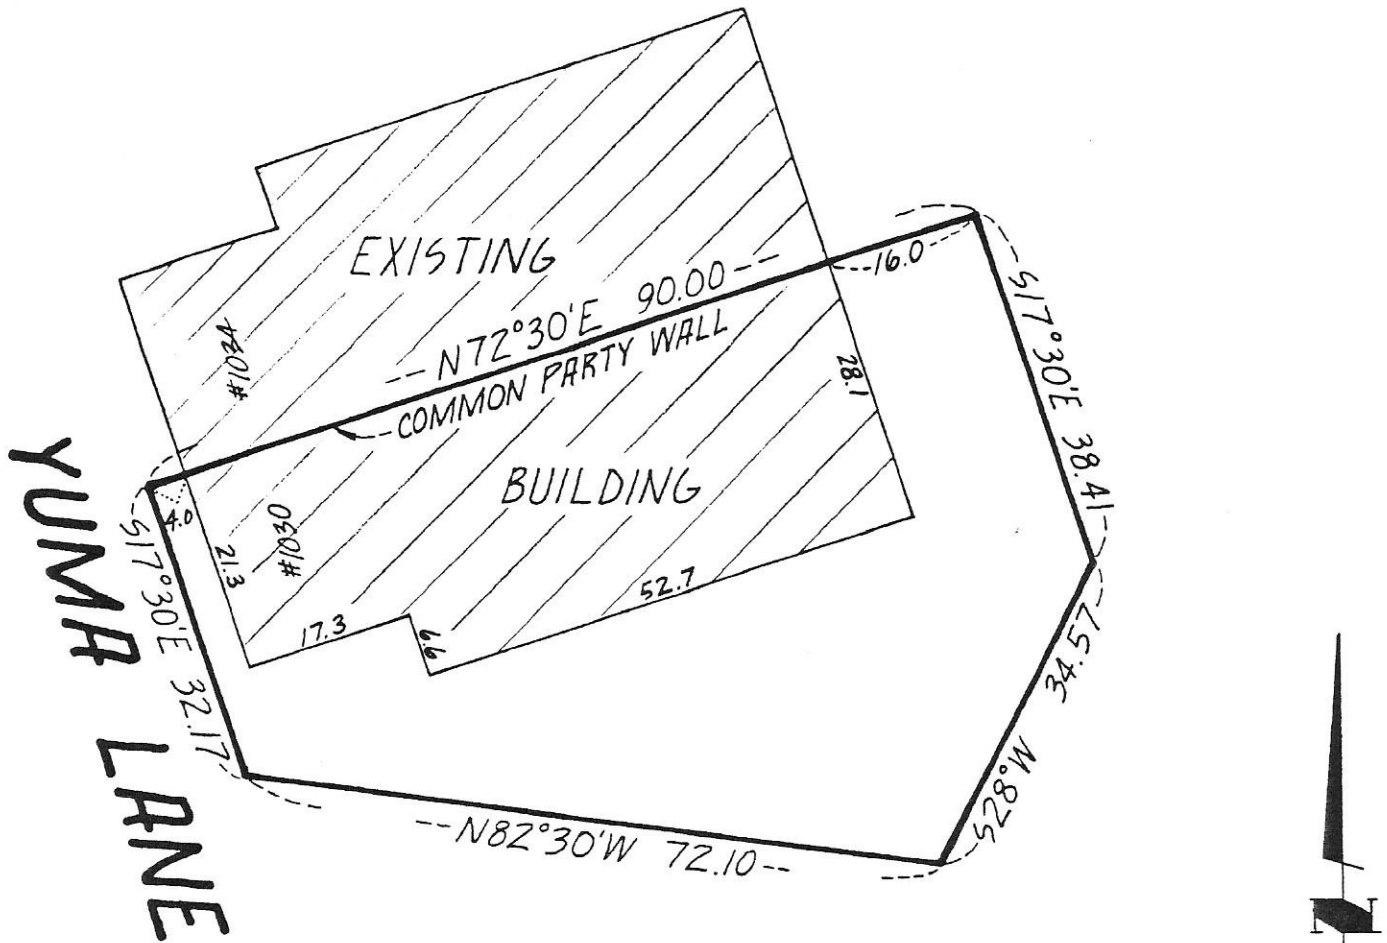 EXISTING
#1034
N72°30'E 90.00
16.0
COMMON PARTY WALL
S17°30'E 38.41
28.1
BUILDING
#1030
4.0
21.3
S17°30'E 32.17
17.3
6.6
52.7
34.57
S28°W
N82°30'W 72.10
YUMA LANE
N